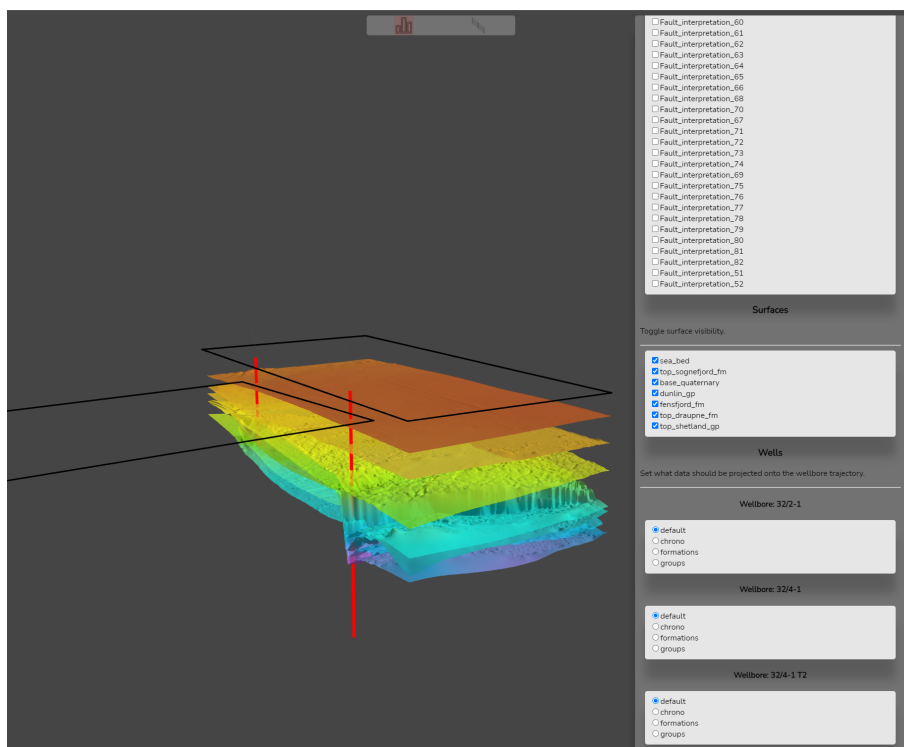 Fault_interpretation_60
Fault_interpretation_61
Fault_interpretation_62
Fault_interpretation_63
Fault_interpretation_64
Fault_interpretation_65
Fault_interpretation_66
Fault_interpretation_68
Fault_interpretation_70
Fault_interpretation_67
Fault_interpretation_71
Fault_interpretation_72
Fault_interpretation_73
Fault_interpretation_74
Fault_interpretation_69
Fault_interpretation_75
Fault_interpretation_76
Fault_interpretation_77
Fault_interpretation_78
Fault_interpretation_79
Fault_interpretation_80
Fault_interpretation_81
Fault_interpretation_82
Fault_interpretation_51
Fault_interpretation_52
Surfaces
Toggle surface visibility.
sea_bed
top_sognefjord_fm
base_quaternary
dunlin_gp
fensfjord_fm
top_draupne_fm
top_shetland_gp
Wells
Set what data should be projected onto the wellbore trajectory.
Wellbore: 32/2-1
default
chrono
formations
groups
Wellbore: 32/4-1
default
chrono
formations
groups
Wellbore: 32/4-1 T2
default
chrono
formations
groups